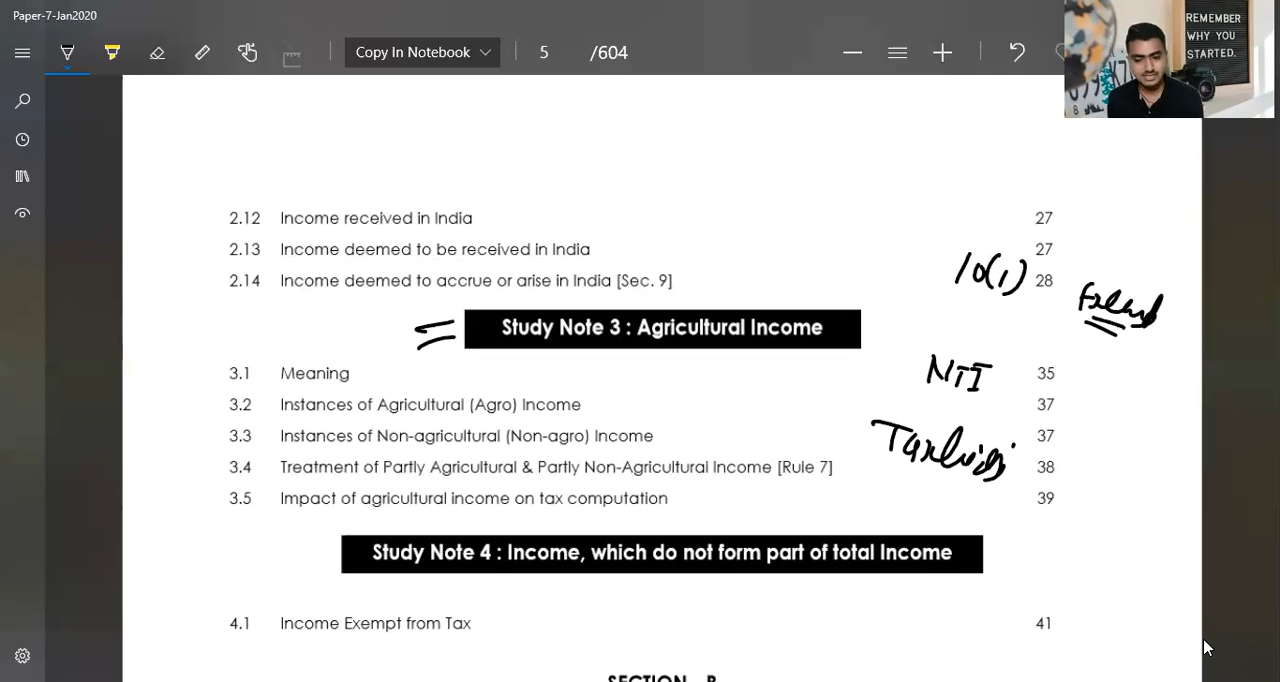 Paper-7-Jan2020
REMEMBER
WHY YOU
STARTED.
Copy In Notebook
5 /604
2.12 Income received in India 27
2.13 Income deemed to be received in India 27
2.14 Income deemed to accrue or arise in India [Sec. 9] 28
10(1)
Study Note 3 : Agricultural Income
3.1 Meaning 35
NTI
3.2 Instances of Agricultural (Agro) Income 37
3.3 Instances of Non-agricultural (Non-agro) Income 37
3.4 Treatment of Partly Agricultural & Partly Non-Agricultural Income [Rule 7] 38
3.5 Impact of agricultural income on tax computation 39
Study Note 4 : Income, which do not form part of total Income
4.1 Income Exempt from Tax 41